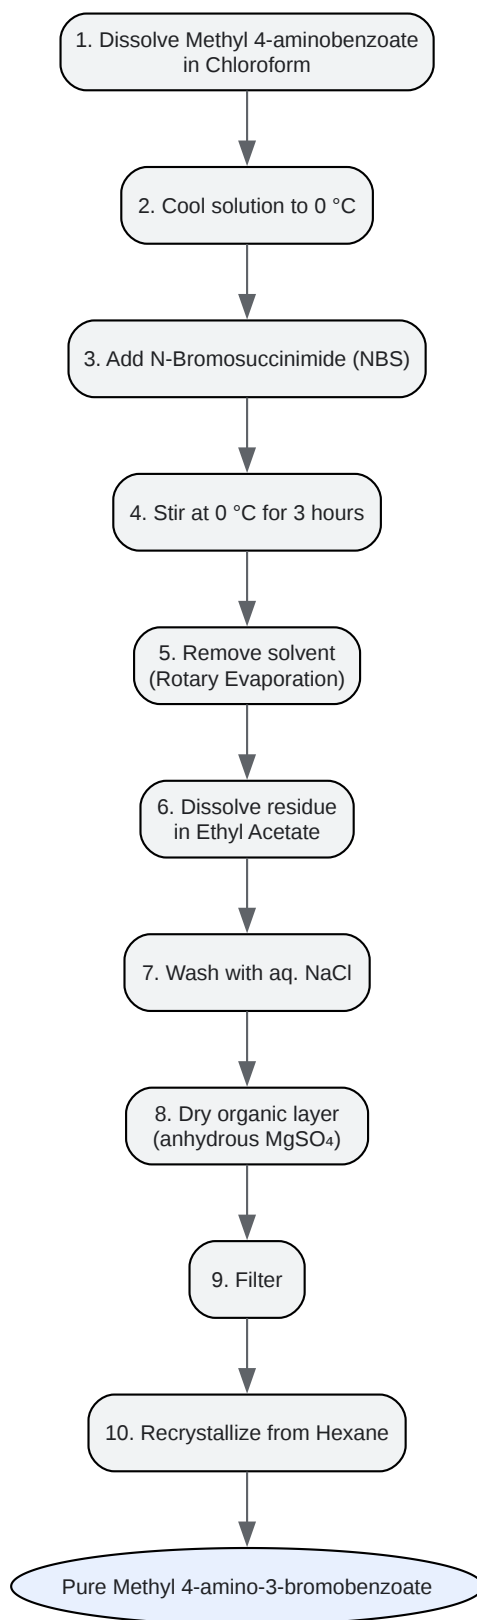 1. Dissolve Methyl 4-aminobenzoate
in Chloroform
2. Cool solution to 0 °C
3. Add N-Bromosuccinimide (NBS)
4. Stir at 0 °C for 3 hours
5. Remove solvent
(Rotary Evaporation)
6. Dissolve residue
in Ethyl Acetate
7. Wash with aq. NaCl
8. Dry organic layer
(anhydrous MgSO₄)
9. Filter
10. Recrystallize from Hexane
Pure Methyl 4-amino-3-bromobenzoate